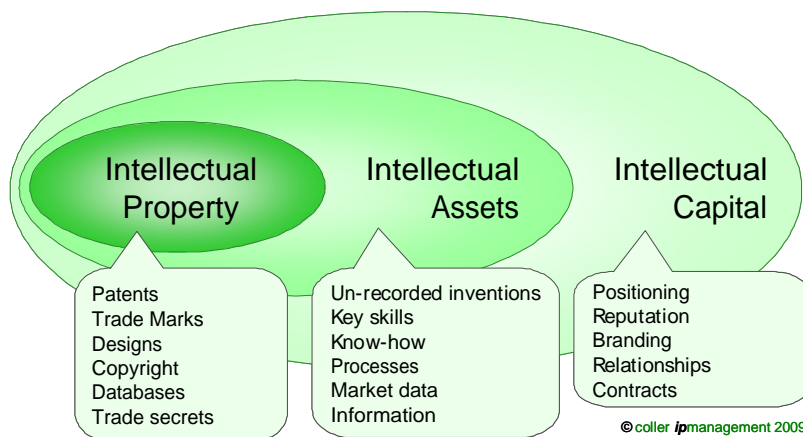 Intellectual
Property
Intellectual
Assets
Intellectual
Capital
Patents
Trade Marks
Designs
Copyright
Databases
Trade secrets
Un-recorded inventions
Key skills
Know-how
Processes
Market data
Information
Positioning
Reputation
Branding
Relationships
Contracts
© coller ipmanagement 2009